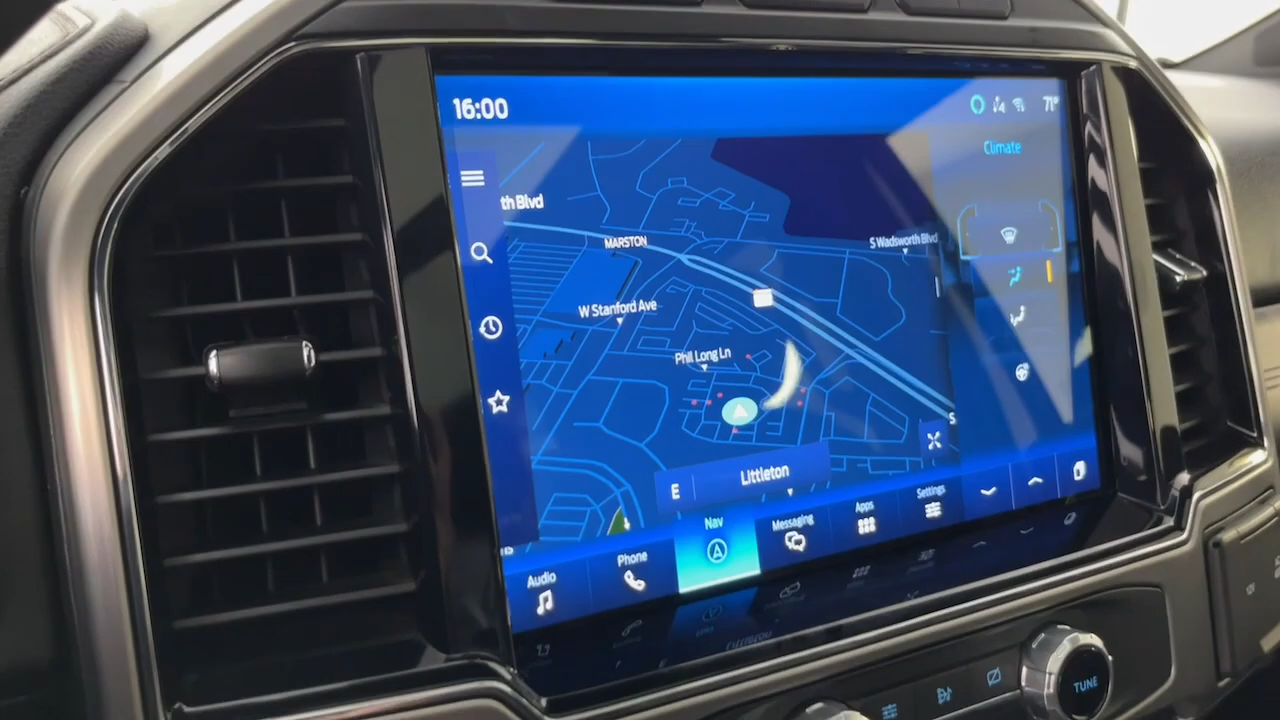 16:00
71°
Climate
th Blvd
MARSTON
S Wadsworth Blvd
W Stanford Ave
Phil Long Ln
S
E
Littleton
Audio
Phone
Nav
Messaging
Apps
Settings
TUNE